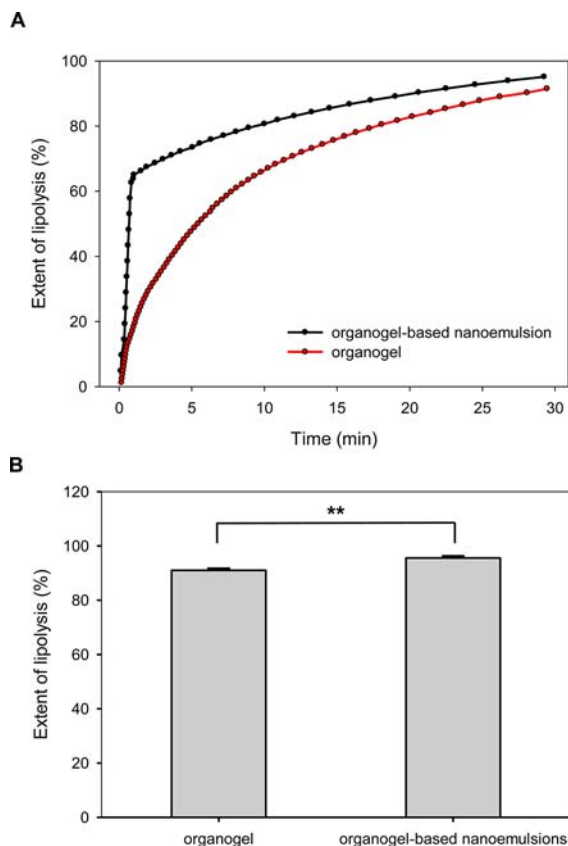 A
Extent of lipolysis (%)
100
80
60
40
20
0
organogel-based nanoemulsion
organogel
0 5 10 15 20 25 30
Time (min)
B
Extent of lipolysis (%)
120
100
80
60
40
20
0
**
organogel organogel-based nanoemulsions